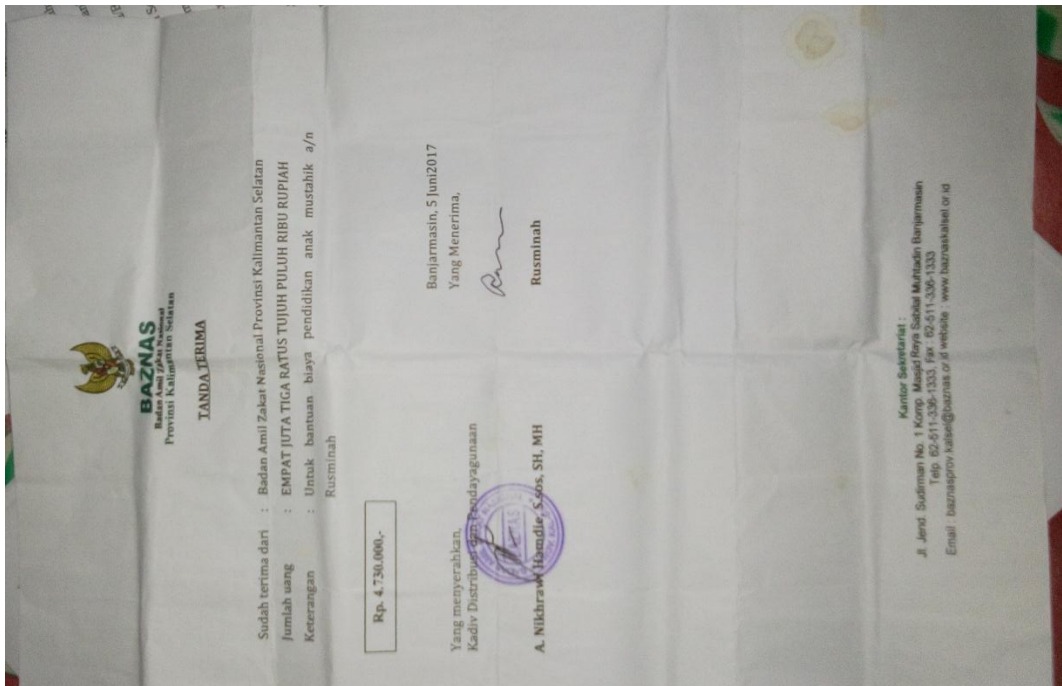 BAZNAS
Badan Amil Zakat Nasional
Provinsi Kalimantan Selatan
TANDA TERIMA
Sudah terima dari : Badan Amil Zakat Nasional Provinsi Kalimantan Selatan
Jumlah uang : EMPAT JUTA TIGA RATUS TUJUH PULUH RIBU RUPIAH
Keterangan : Untuk bantuan biaya pendidikan anak mustahik a/n
Rusminah
Rp. 4.730.000,-
Banjarmasin, 5 Juni2017
Yang menyerahkan, Yang Menerima,
Kadiv Distribusi dan Pendayagunaan
A. Nikhrawi Hamdie, S.sos, SH, MH Rusminah
Kantor Sekretariat :
Jl. Jend. Sudirman No. 1 Komp. Masjid Raya Sabilal Muhtadin Banjarmasin
Telp. 62-511-336-1333, Fax : 62-511-336-1333
Email : baznasprov.kalsel@baznas.or.id website : www.baznaskalsel.or.id